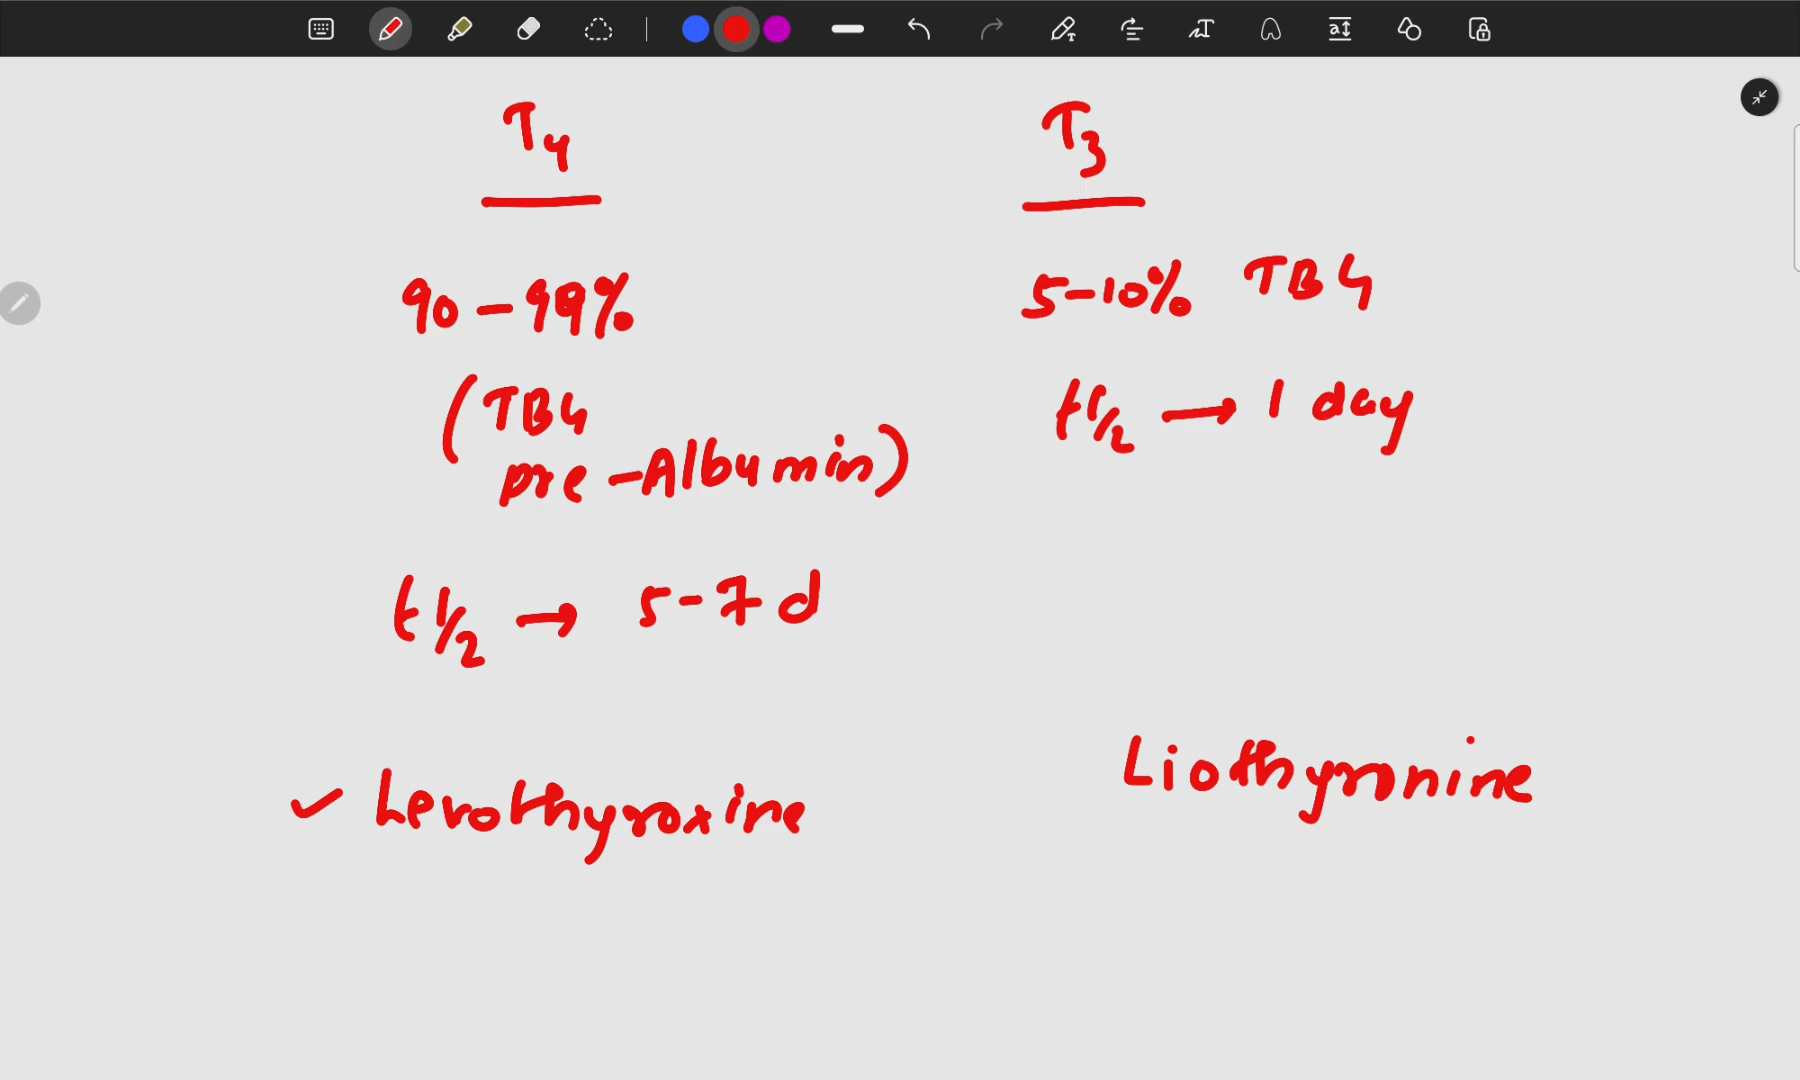 T4
90-99%
(TBG
pre-Albumin)
t1/2 → 5-7 d
✓ Levothyroxine
T3
5-10% TBG
t1/2 → 1 day
Liothyronine